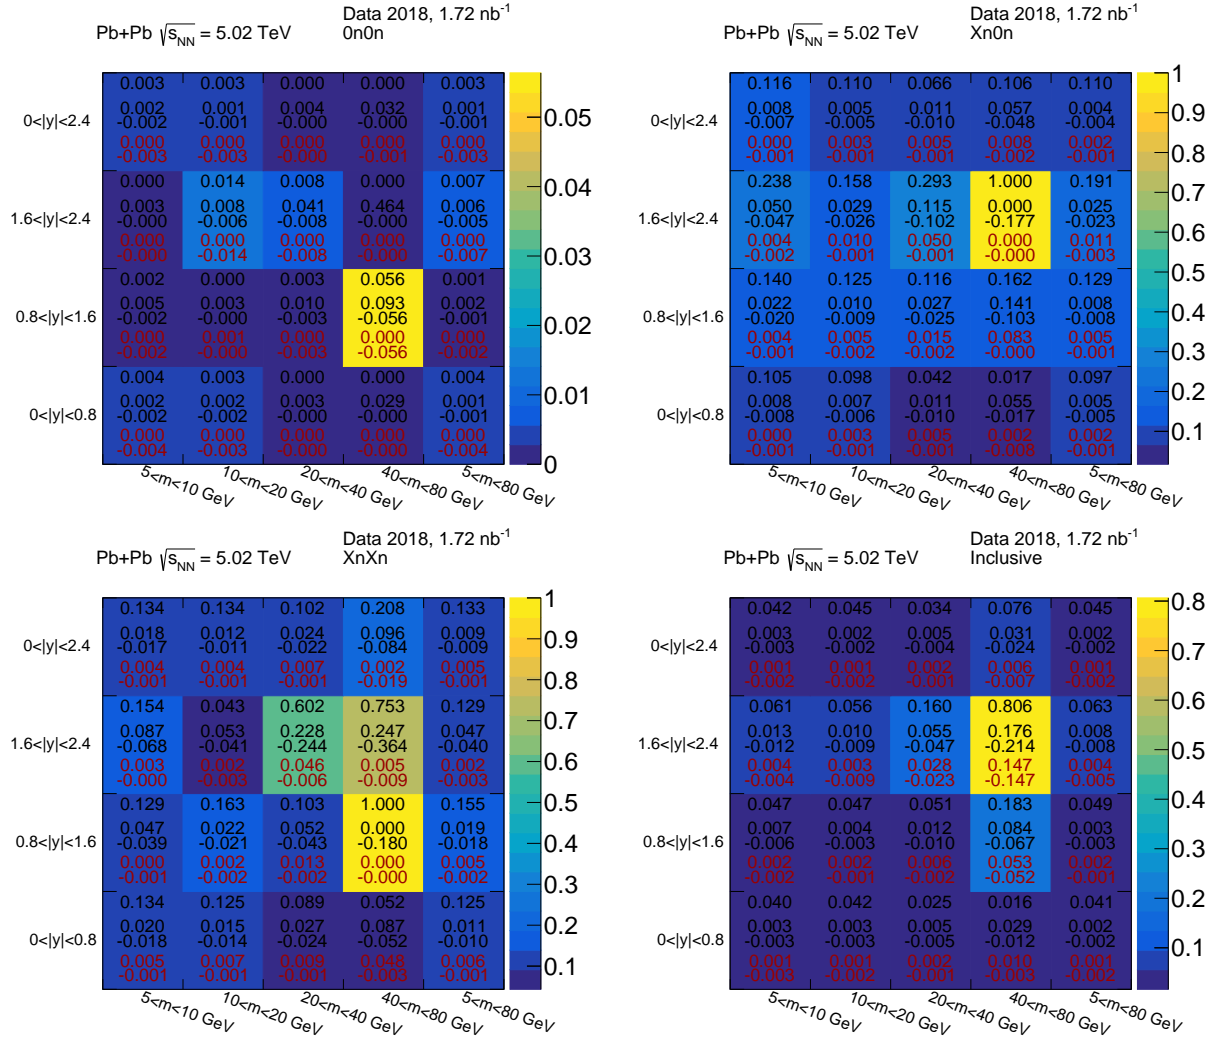 Data 2018, 1.72 nb⁻¹
Pb+Pb √s_NN = 5.02 TeV
0n0n
0.003 0.003 0.000 0.000 0.003
0<|y|<2.4
0.002 0.001 0.004 0.032 0.001
-0.002 -0.001 -0.000 -0.000 -0.001
0.000 0.000 0.000 0.000 0.000
-0.003 -0.003 -0.000 -0.001 -0.003
0.000 0.014 0.008 0.000 0.007
1.6<|y|<2.4
0.003 0.008 0.041 0.464 0.006
-0.000 -0.006 -0.008 -0.000 -0.005
0.000 0.000 0.000 0.000 0.000
-0.000 -0.014 -0.008 -0.000 -0.007
0.002 0.000 0.003 0.056 0.001
0.8<|y|<1.6
0.005 0.003 0.010 0.093 0.002
-0.002 -0.000 -0.003 -0.056 -0.001
0.000 0.001 0.000 0.000 0.000
-0.002 -0.000 -0.003 -0.056 -0.002
0.004 0.003 0.000 0.000 0.004
0<|y|<0.8
0.002 0.002 0.003 0.029 0.001
-0.002 -0.002 -0.000 -0.000 -0.001
0.000 0.000 0.000 0.000 0.000
-0.004 -0.003 -0.000 -0.000 -0.004
5<m<10 GeV 10<m<20 GeV 20<m<40 GeV 40<m<80 GeV 5<m<80 GeV
0.05
0.04
0.03
0.02
0.01
0
Data 2018, 1.72 nb⁻¹
Pb+Pb √s_NN = 5.02 TeV
Xn0n
0.116 0.110 0.066 0.106 0.110
0<|y|<2.4
0.008 0.005 0.011 0.057 0.004
-0.007 -0.005 -0.010 -0.048 -0.004
0.000 0.003 0.005 0.008 0.002
-0.001 -0.001 -0.001 -0.002 -0.001
0.238 0.158 0.293 1.000 0.191
1.6<|y|<2.4
0.050 0.029 0.115 0.000 0.025
-0.047 -0.026 -0.102 -0.177 -0.023
0.004 0.010 0.050 0.000 0.011
-0.002 -0.001 -0.001 -0.000 -0.003
0.140 0.125 0.116 0.162 0.129
0.8<|y|<1.6
0.022 0.010 0.027 0.141 0.008
-0.020 -0.009 -0.025 -0.103 -0.008
0.004 0.005 0.015 0.083 0.005
-0.001 -0.002 -0.002 -0.000 -0.001
0.105 0.098 0.042 0.017 0.097
0<|y|<0.8
0.008 0.007 0.011 0.055 0.005
-0.008 -0.006 -0.010 -0.017 -0.005
0.000 0.003 0.005 0.002 0.002
-0.001 -0.001 -0.001 -0.008 -0.001
5<m<10 GeV 10<m<20 GeV 20<m<40 GeV 40<m<80 GeV 5<m<80 GeV
1
0.9
0.8
0.7
0.6
0.5
0.4
0.3
0.2
0.1
Data 2018, 1.72 nb⁻¹
Pb+Pb √s_NN = 5.02 TeV
XnXn
0.134 0.134 0.102 0.208 0.133
0<|y|<2.4
0.018 0.012 0.024 0.096 0.009
-0.017 -0.011 -0.022 -0.084 -0.009
0.004 0.004 0.007 0.002 0.005
-0.001 -0.001 -0.001 -0.019 -0.001
0.154 0.043 0.602 0.753 0.129
1.6<|y|<2.4
0.087 0.053 0.228 0.247 0.047
-0.068 -0.041 -0.244 -0.364 -0.040
0.003 0.002 0.046 0.005 0.002
-0.000 -0.003 -0.006 -0.009 -0.003
0.129 0.163 0.103 1.000 0.155
0.8<|y|<1.6
0.047 0.022 0.052 0.000 0.019
-0.039 -0.021 -0.043 -0.180 -0.018
0.000 0.002 0.013 0.000 0.005
-0.001 -0.002 -0.002 -0.000 -0.002
0.134 0.125 0.089 0.052 0.125
0<|y|<0.8
0.020 0.015 0.027 0.087 0.011
-0.018 -0.014 -0.024 -0.052 -0.010
0.005 0.007 0.009 0.048 0.006
-0.001 -0.001 -0.001 -0.003 -0.001
5<m<10 GeV 10<m<20 GeV 20<m<40 GeV 40<m<80 GeV 5<m<80 GeV
1
0.9
0.8
0.7
0.6
0.5
0.4
0.3
0.2
0.1
Data 2018, 1.72 nb⁻¹
Pb+Pb √s_NN = 5.02 TeV
Inclusive
0.042 0.045 0.034 0.076 0.045
0<|y|<2.4
0.003 0.002 0.005 0.031 0.002
-0.003 -0.002 -0.004 -0.024 -0.002
0.001 0.001 0.002 0.006 0.001
-0.002 -0.002 -0.001 -0.007 -0.002
0.061 0.056 0.160 0.806 0.063
1.6<|y|<2.4
0.013 0.010 0.055 0.176 0.008
-0.012 -0.009 -0.047 -0.214 -0.008
0.004 0.003 0.028 0.147 0.004
-0.004 -0.009 -0.023 -0.147 -0.005
0.047 0.047 0.051 0.183 0.049
0.8<|y|<1.6
0.007 0.004 0.012 0.084 0.003
-0.006 -0.003 -0.010 -0.067 -0.003
0.002 0.002 0.006 0.053 0.002
-0.002 -0.002 -0.002 -0.052 -0.001
0.040 0.042 0.025 0.016 0.041
0<|y|<0.8
0.003 0.003 0.005 0.029 0.002
-0.003 -0.003 -0.005 -0.012 -0.002
0.001 0.001 0.002 0.010 0.001
-0.003 -0.002 -0.001 -0.003 -0.002
5<m<10 GeV 10<m<20 GeV 20<m<40 GeV 40<m<80 GeV 5<m<80 GeV
0.8
0.7
0.6
0.5
0.4
0.3
0.2
0.1